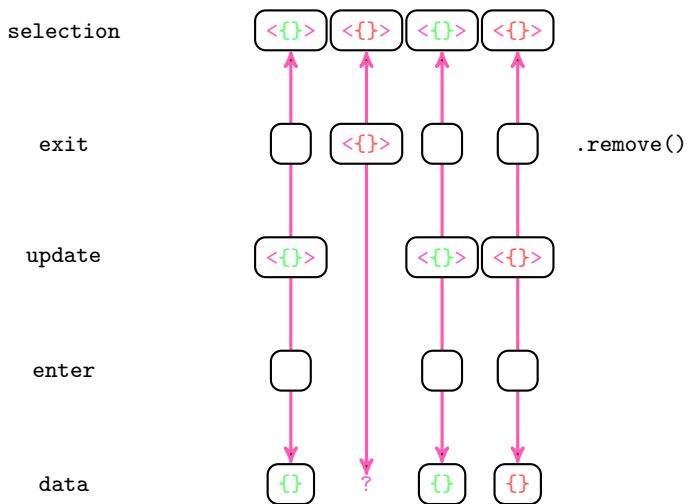 selection <{}> <{}> <{}> <{}>
exit <{}> .remove()
update <{}> <{}> <{}>
enter
data {} ? {} {}